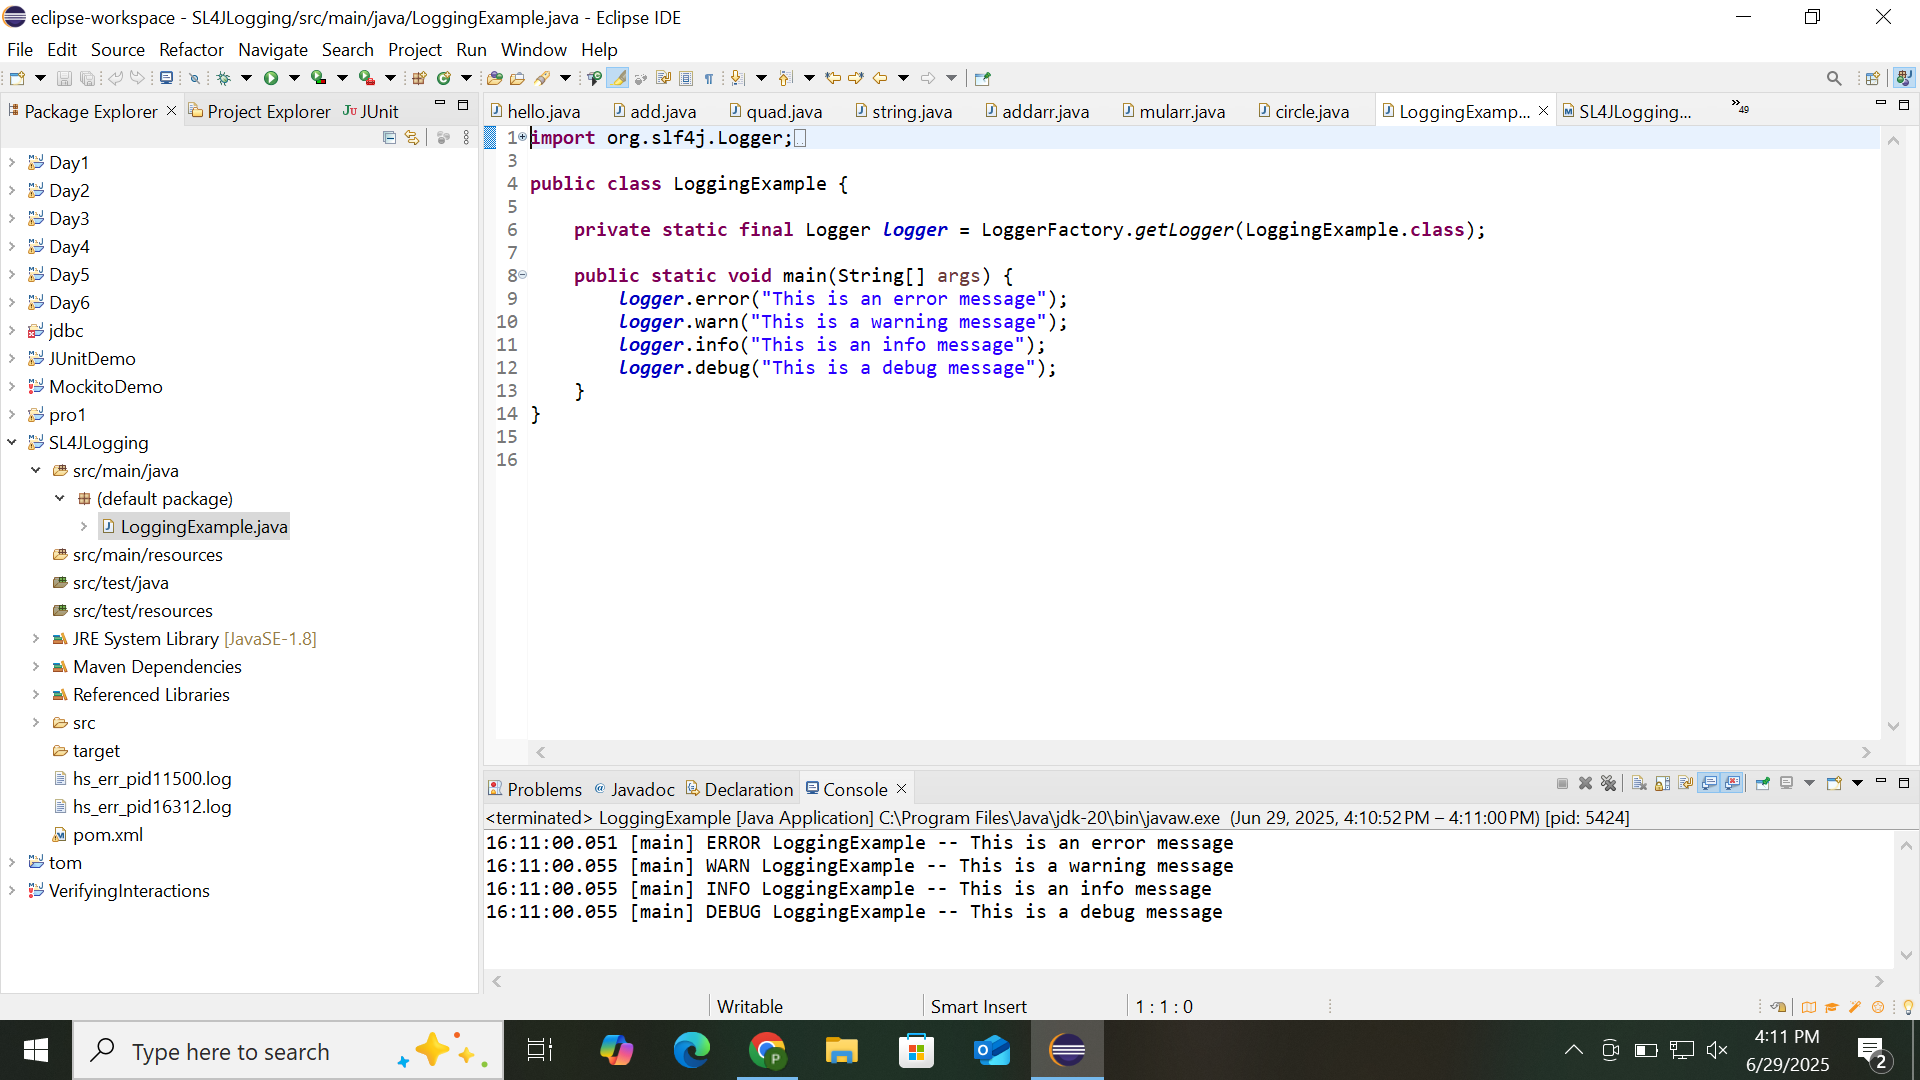 eclipse-workspace - SL4JLogging/src/main/java/LoggingExample.java - Eclipse IDE
File Edit Source Refactor Navigate Search Project Run Window Help
Package Explorer
Project Explorer
JUnit
hello.java
add.java
quad.java
string.java
addarr.java
mularr.java
circle.java
LoggingExamp...
SL4JLogging...
49
Day1
Day2
Day3
Day4
Day5
Day6
jdbc
JUnitDemo
MockitoDemo
pro1
SL4JLogging
src/main/java
(default package)
LoggingExample.java
src/main/resources
src/test/java
src/test/resources
JRE System Library [JavaSE-1.8]
Maven Dependencies
Referenced Libraries
src
target
hs_err_pid11500.log
hs_err_pid16312.log
pom.xml
tom
VerifyingInteractions
1 import org.slf4j.Logger;
3
4 public class LoggingExample {
5
6 private static final Logger logger = LoggerFactory.getLogger(LoggingExample.class);
7
8 public static void main(String[] args) {
9 logger.error("This is an error message");
10 logger.warn("This is a warning message");
11 logger.info("This is an info message");
12 logger.debug("This is a debug message");
13 }
14 }
15
16
Problems
Javadoc
Declaration
Console
<terminated> LoggingExample [Java Application] C:\Program Files\Java\jdk-20\bin\javaw.exe (Jun 29, 2025, 4:10:52 PM – 4:11:00 PM) [pid: 5424]
16:11:00.051 [main] ERROR LoggingExample -- This is an error message
16:11:00.055 [main] WARN LoggingExample -- This is a warning message
16:11:00.055 [main] INFO LoggingExample -- This is an info message
16:11:00.055 [main] DEBUG LoggingExample -- This is a debug message
Writable
Smart Insert
1 : 1 : 0
Type here to search
P
4:11 PM
6/29/2025
2